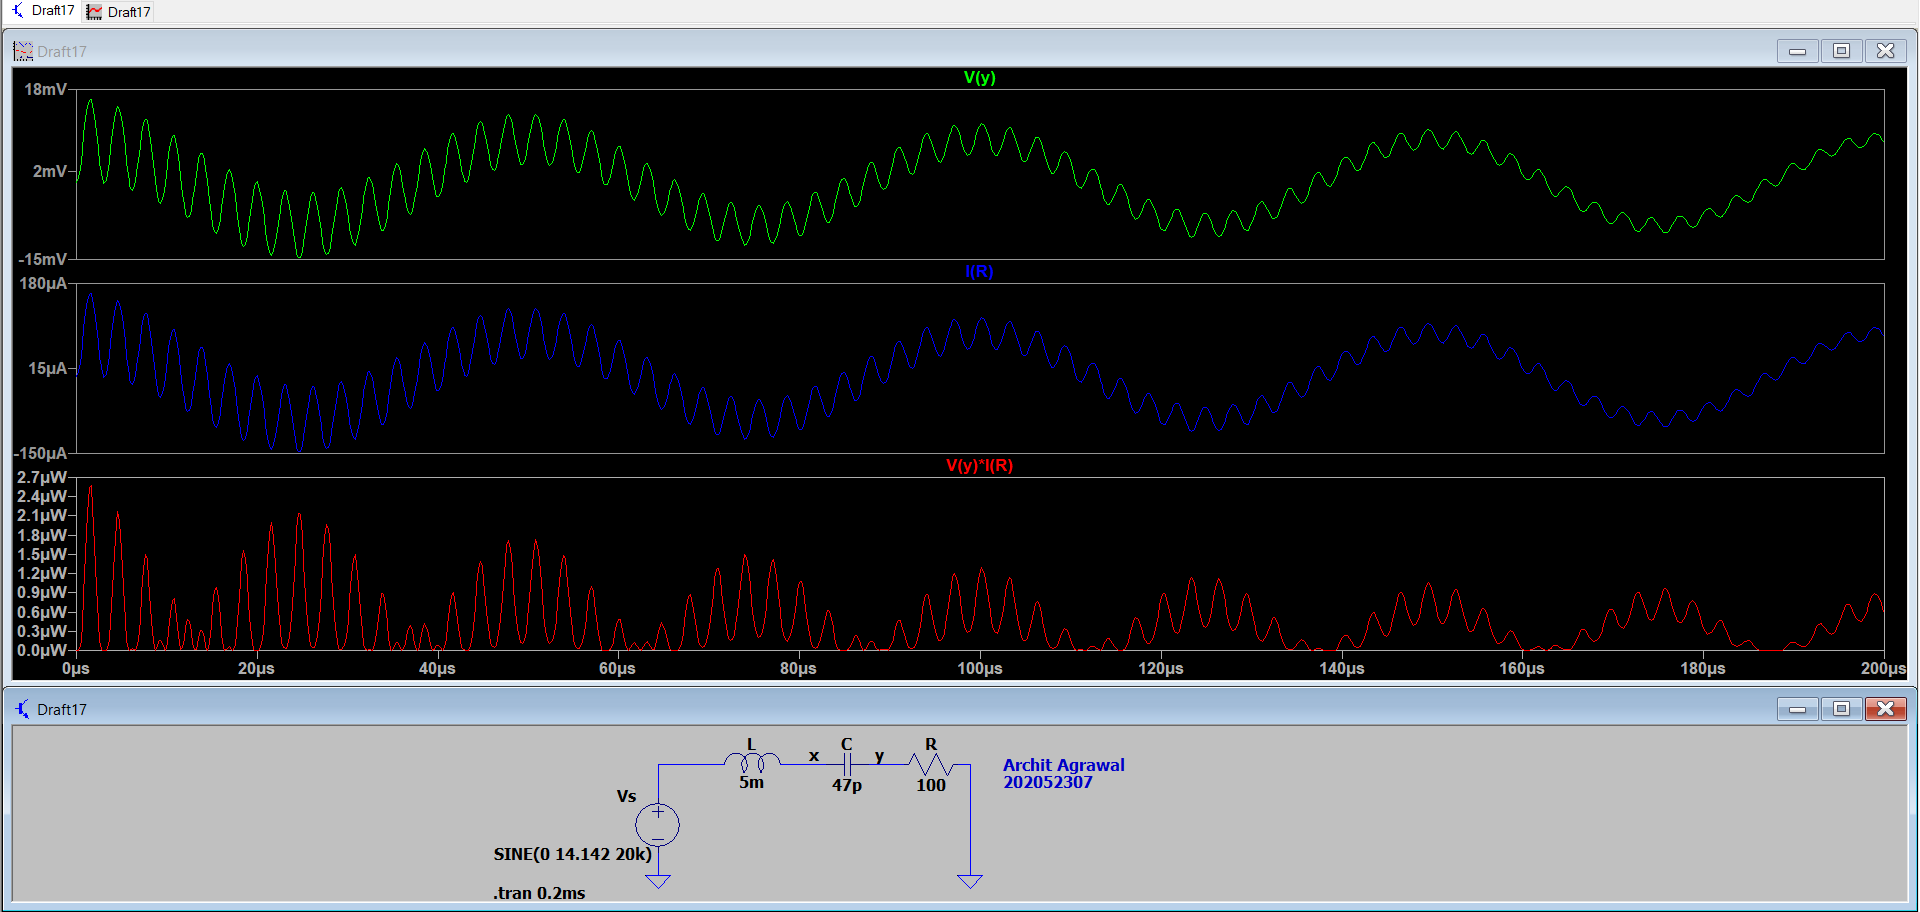 Draft17 Draft17
Draft17
V(y)
18mV
2mV
-15mV
I(R)
180µA
15µA
-150µA
V(y)*I(R)
2.7µW
2.4µW
2.1µW
1.8µW
1.5µW
1.2µW
0.9µW
0.6µW
0.3µW
0.0µW
0µs 20µs 40µs 60µs 80µs 100µs 120µs 140µs 160µs 180µs 200µs
Draft17
L x C y R
5m 47p 100
Archit Agrawal
202052307
Vs
SINE(0 14.142 20k)
.tran 0.2ms